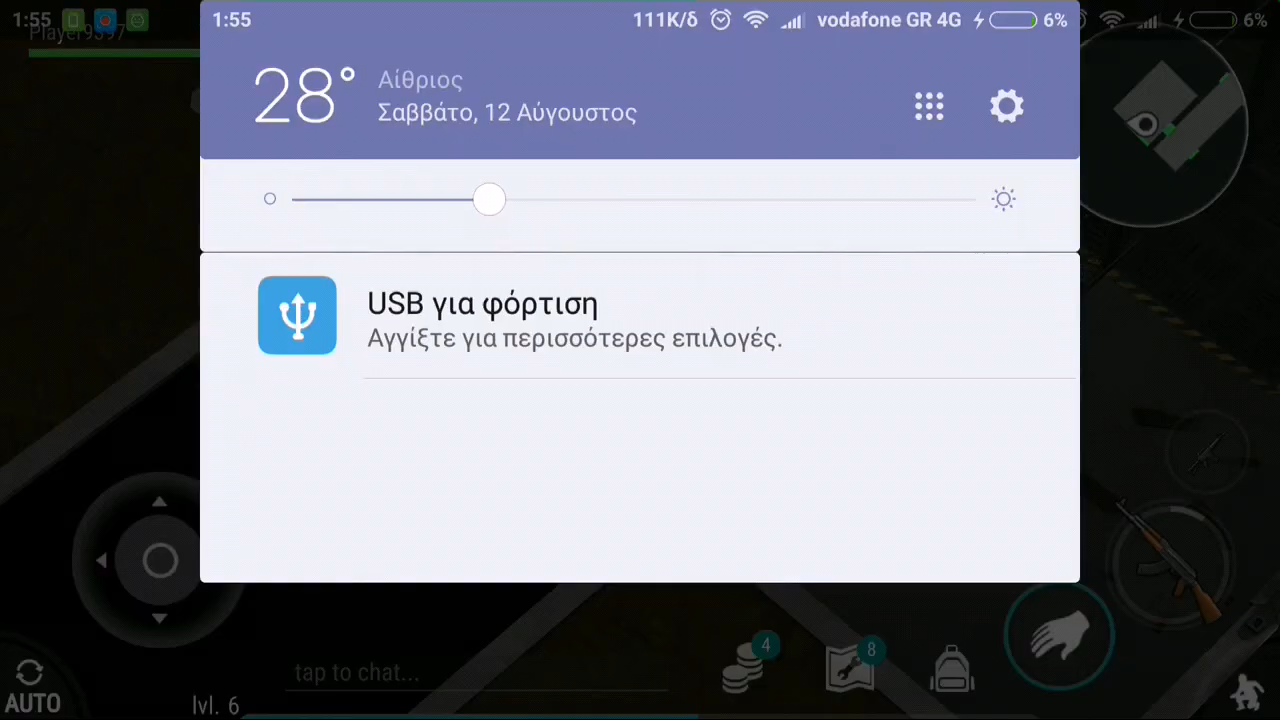 1:55
Player9397
1:55
111K/δ
vodafone GR 4G
6%
6%
28°
Αίθριος
Σαββάτο, 12 Αύγουστος
USB για φόρτιση
Αγγίξτε για περισσότερες επιλογές.
4
8
tap to chat...
AUTO
lvl. 6